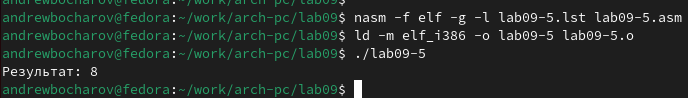 andrewbocharov@fedora:~/work/arch-pc/lab09$ nasm -f elf -g -l lab09-5.lst lab09-5.asm
andrewbocharov@fedora:~/work/arch-pc/lab09$ ld -m elf_i386 -o lab09-5 lab09-5.o
andrewbocharov@fedora:~/work/arch-pc/lab09$ ./lab09-5
Результат: 8
andrewbocharov@fedora:~/work/arch-pc/lab09$